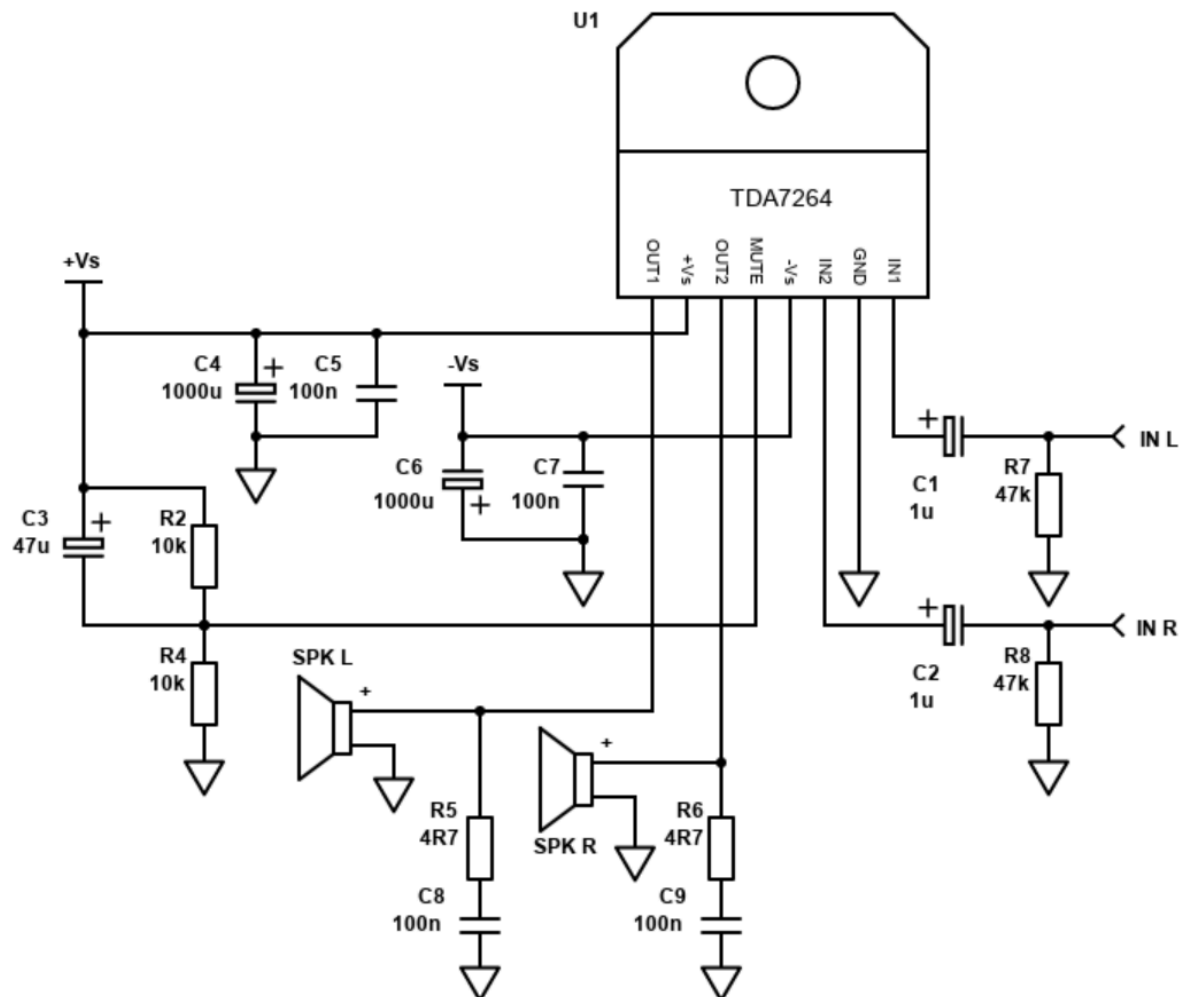 U1
TDA7264
OUT1
+Vs
OUT2
MUTE
-Vs
IN2
GND
IN1
+Vs
C4
1000u
+
C5
100n
-Vs
C6
1000u
+
C7
100n
+
C1
1u
R7
47k
IN L
C3
47u
+
R2
10k
+
C2
1u
R8
47k
IN R
R4
10k
SPK L
+
SPK R
+
R5
4R7
R6
4R7
C8
100n
C9
100n